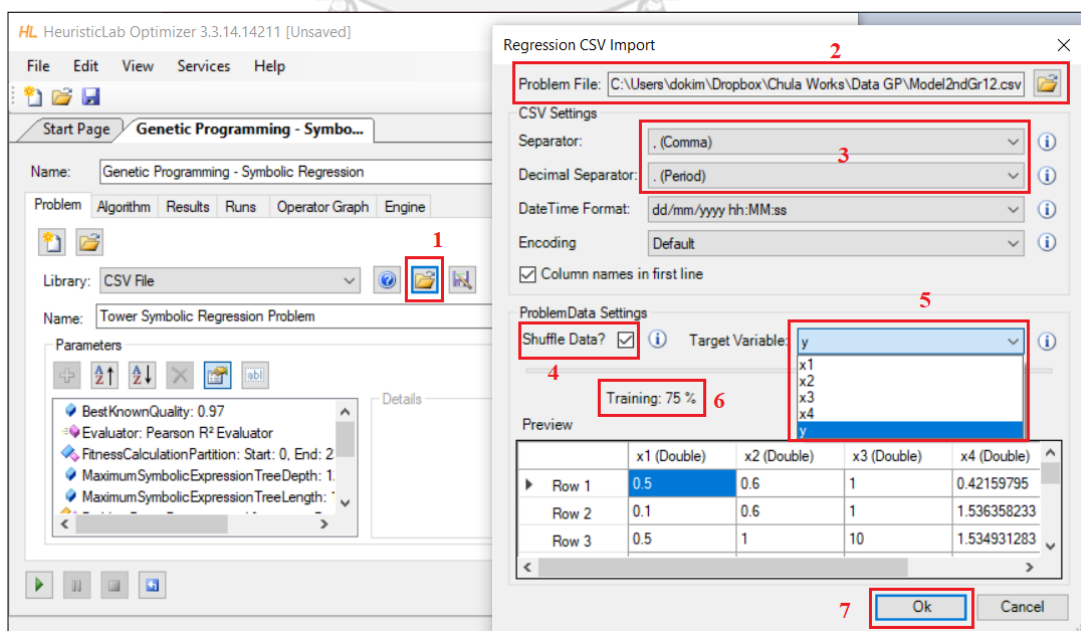 HL HeuristicLab Optimizer 3.3.14.14211 [Unsaved]
File Edit View Services Help
Start Page Genetic Programming - Symbo...
Name: Genetic Programming - Symbolic Regression
Problem Algorithm Results Runs Operator Graph Engine
1
Library: CSV File
Name: Tower Symbolic Regression Problem
Parameters
Details
BestKnownQuality: 0.97
Evaluator: Pearson R² Evaluator
FitnessCalculationPartition: Start: 0, End: 2
MaximumSymbolicExpressionTreeDepth: 1
MaximumSymbolicExpressionTreeLength:
Regression CSV Import
2
Problem File: C:\Users\dokim\Dropbox\Chula Works\Data GP\Model2ndGr12.csv
CSV Settings
Separator: , (Comma)
3
Decimal Separator: . (Period)
DateTime Format: dd/mm/yyyy hh:MM:ss
Encoding Default
Column names in first line
5
ProblemData Settings
Shuffle Data? Target Variable: y
4
x1
x2
x3
x4
y
Training: 75 % 6
Preview
x1 (Double) x2 (Double) x3 (Double) x4 (Double)
Row 1 0.5 0.6 1 0.42159795
Row 2 0.1 0.6 1 1.536358233
Row 3 0.5 1 10 1.534931283
7 Ok Cancel